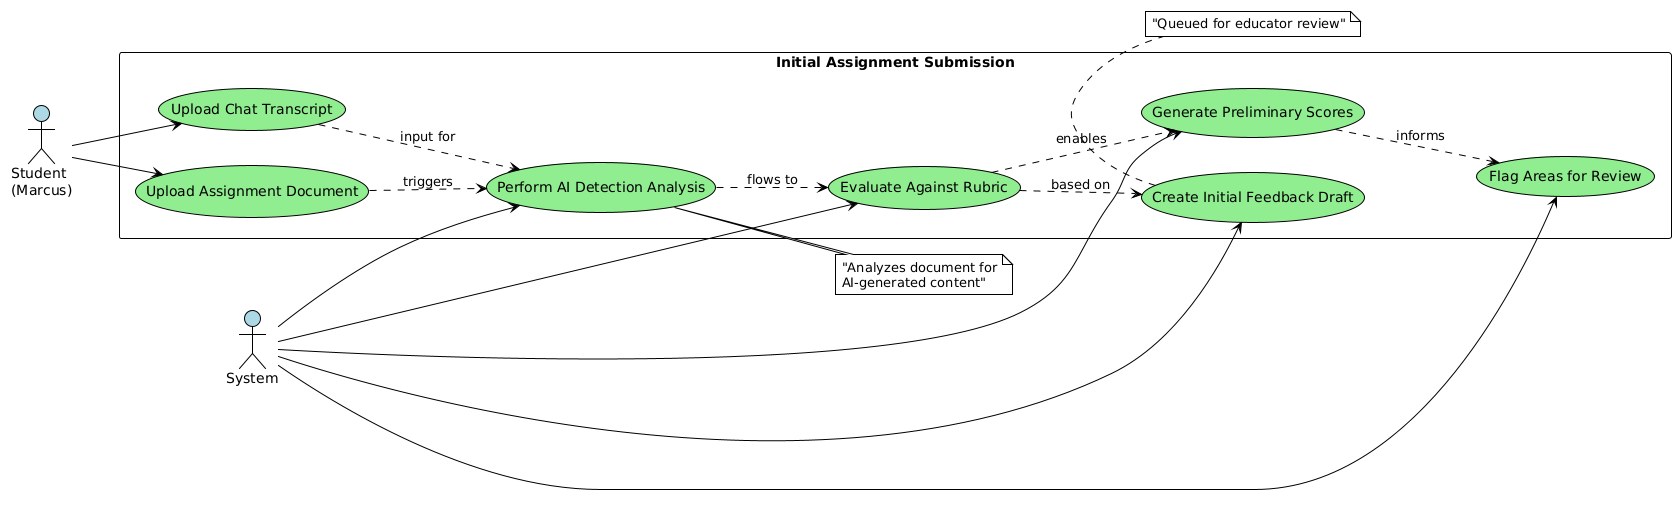 "Queued for educator review"
Initial Assignment Submission
Upload Chat Transcript
Generate Preliminary Scores
input for
enables
informs
Student
(Marcus)
Upload Assignment Document
triggers
Perform AI Detection Analysis
flows to
Evaluate Against Rubric
based on
Create Initial Feedback Draft
Flag Areas for Review
"Analyzes document for
AI-generated content"
System